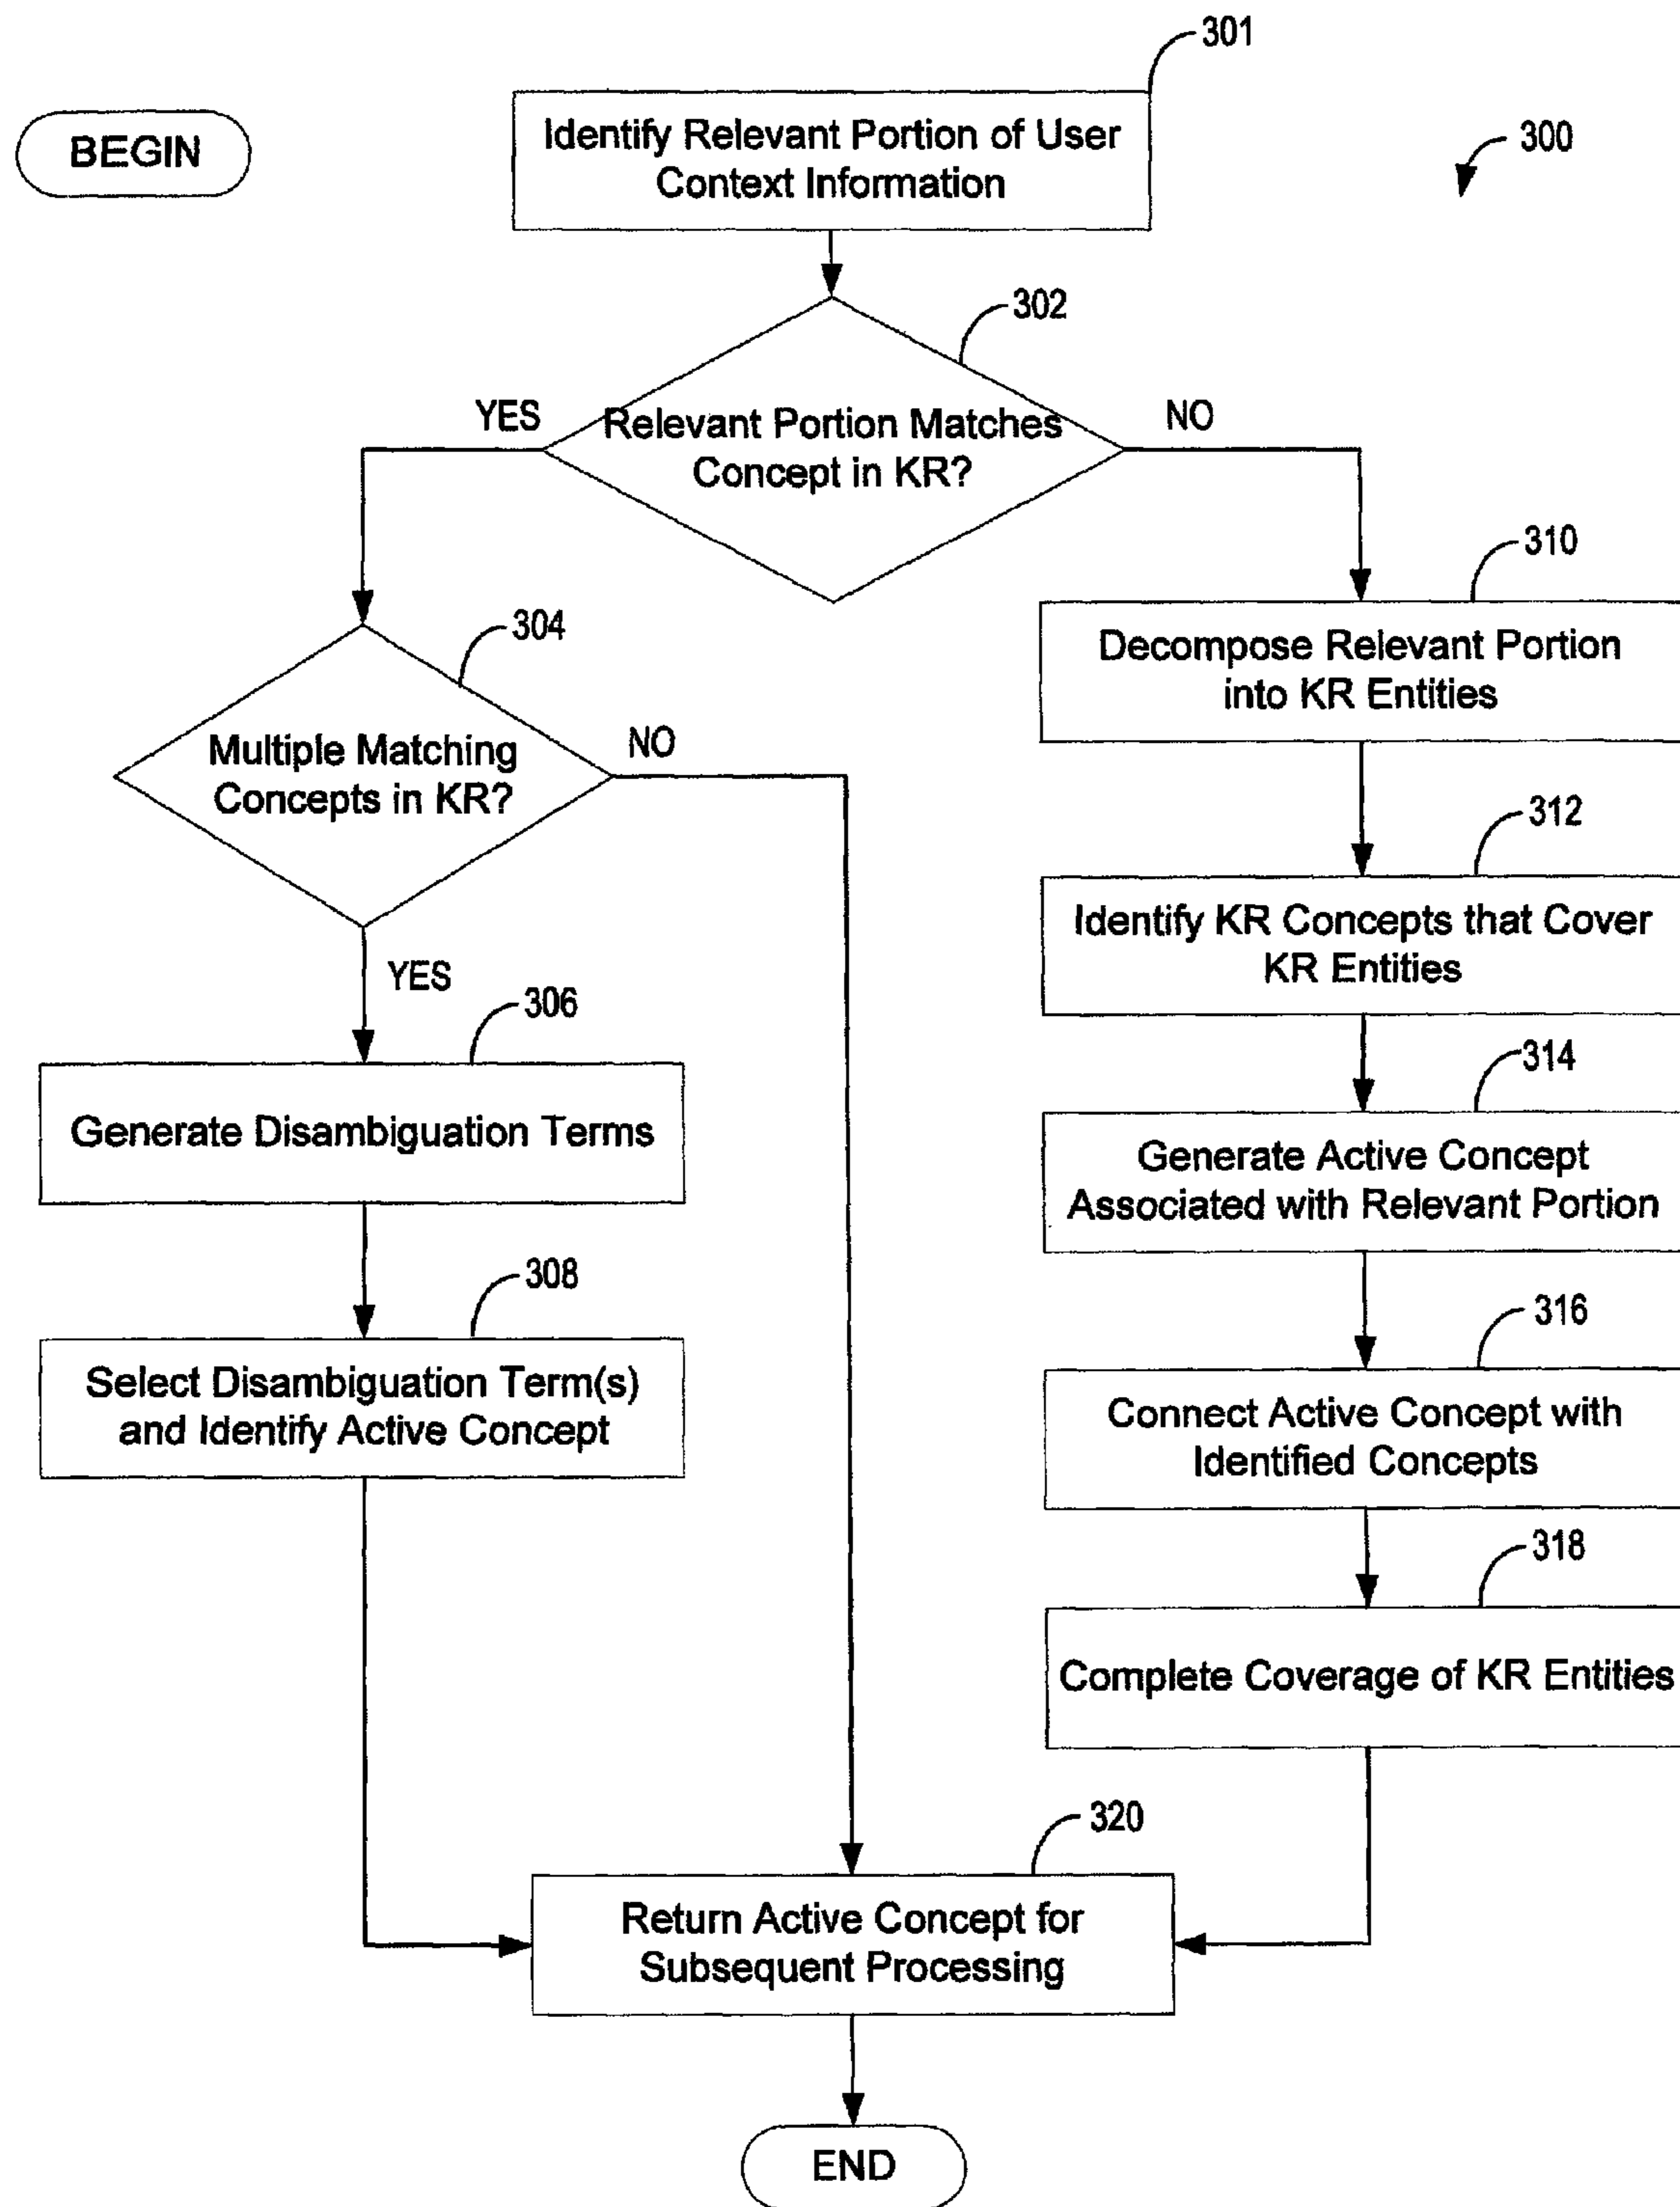 301
BEGIN
Identify Relevant Portion of User
Context Information
300
302
YES
Relevant Portion Matches
Concept in KR?
NO
310
304
Decompose Relevant Portion
into KR Entities
Multiple Matching
Concepts in KR?
NO
312
Identify KR Concepts that Cover
KR Entities
YES
306
314
Generate Disambiguation Terms
Generate Active Concept
Associated with Relevant Portion
308
316
Select Disambiguation Term(s)
and Identify Active Concept
Connect Active Concept with
Identified Concepts
318
Complete Coverage of KR Entities
320
Return Active Concept for
Subsequent Processing
END